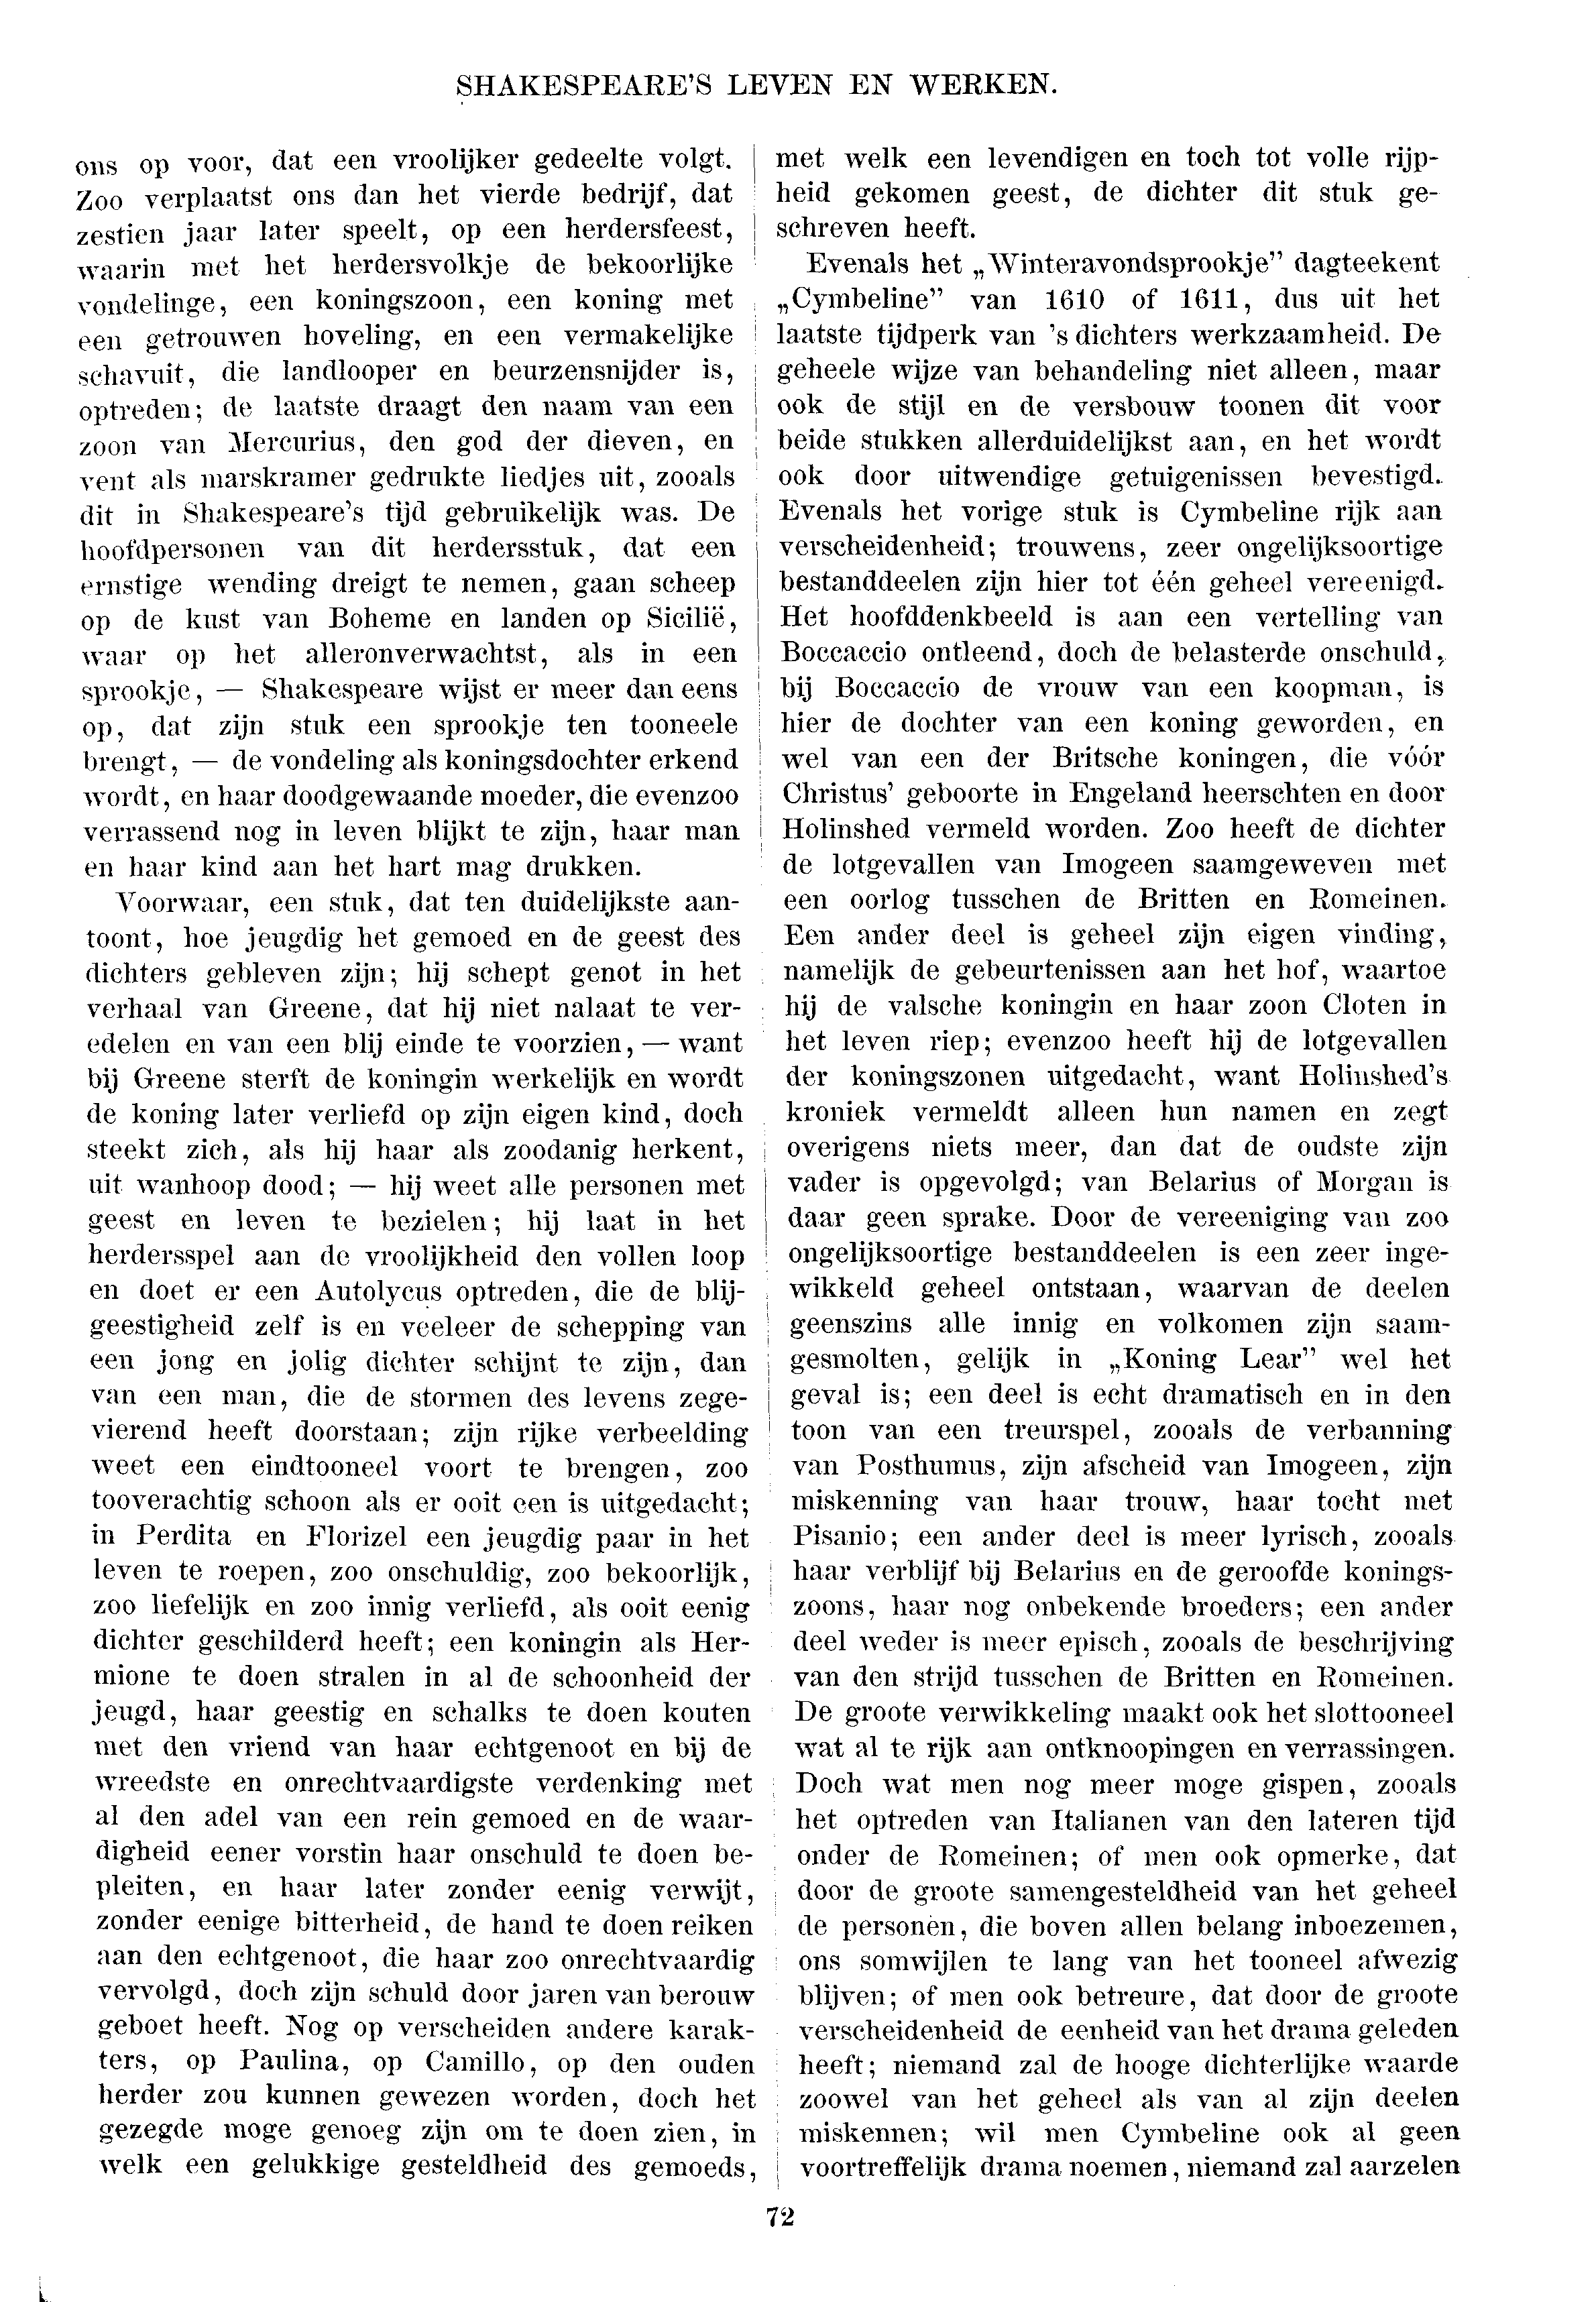 SHAKESPEARE'S LEVEN EN WERKEN.
ons op voor, dat een vroolijker gedeelte volgt.
Zoo verplaatst ons dan het vierde bedrijf, dat
zestien jaar later speelt, op een herdersfeest,
waarin met het herdersvolkje de bekoorlijke
vondelinge, een koningszoon, een koning met
een getrouwen hoveling, en een vermakelijke
schavuit, die landlooper en beurzensnijder is,
optreden; de laatste draagt den naam van een
zoon van Mercurius, den god der dieven, en
vent als marskramer gedrukte liedjes uit, zooals
dit in Shakespeare's tijd gebruikelijk was. De
hoofdpersonen van dit herdersstuk, dat een
ernstige wending dreigt te nemen, gaan scheep
op de kust van Boheme en landen op Sicilië,
waar op het alleronverwachtst, als in een
sprookje, — Shakespeare wijst er meer dan eens
op, dat zijn stuk een sprookje ten tooneele
brengt, — de vondeling als koningsdochter erkend
wordt, en haar doodgewaande moeder, die evenzoo
verrassend nog in leven blijkt te zijn, haar man
en haar kind aan het hart mag drukken.
Voorwaar, een stuk, dat ten duidelijkste aan-
toont, hoe jeugdig het gemoed en de geest des
dichters gebleven zijn; hij schept genot in het
verhaal van Greene, dat hij niet nalaat te ver-
edelen en van een blij einde te voorzien, — want
bij Greene sterft de koningin werkelijk en wordt
de koning later verliefd op zijn eigen kind, doch
steekt zich, als hij haar als zoodanig herkent,
uit wanhoop dood; — hij weet alle personen met
geest en leven te bezielen; hij laat in het
herdersspel aan de vroolijkheid den vollen loop
en doet er een Autolycus optreden, die de blij-
geestigheid zelf is en veeleer de schepping van
een jong en jolig dichter schijnt te zijn, dan
van een man, die de stormen des levens zege-
vierend heeft doorstaan; zijn rijke verbeelding
weet een eindtooneel voort te brengen, zoo
tooverachtig schoon als er ooit een is uitgedacht;
in Perdita en Florizel een jeugdig paar in het
leven te roepen, zoo onschuldig, zoo bekoorlijk,
zoo liefelijk en zoo innig verliefd, als ooit eenig
dichter geschilderd heeft; een koningin als Her-
mione te doen stralen in al de schoonheid der
jeugd, haar geestig en schalks te doen kouten
met den vriend van haar echtgenoot en bij de
wreedste en onrechtvaardigste verdenking met
al den adel van een rein gemoed en de waar-
digheid eener vorstin haar onschuld te doen be-
pleiten, en haar later zonder eenig verwijt,
zonder eenige bitterheid, de hand te doen reiken
aan den echtgenoot, die haar zoo onrechtvaardig
vervolgd, doch zijn schuld door jaren van berouw
geboet heeft. Nog op verscheiden andere karak-
ters, op Paulina, op Camillo, op den ouden
herder zou kunnen gewezen worden, doch het
gezegde moge genoeg zijn om te doen zien, in
welk een gelukkige gesteldheid des gemoeds,
met welk een levendigen en toch tot volle rijp-
heid gekomen geest, de dichter dit stuk ge-
schreven heeft.
Evenals het „Winteravondsprookje” dagteekent
„Cymbeline” van 1610 of 1611, dus uit het
laatste tijdperk van 's dichters werkzaamheid. De
geheele wijze van behandeling niet alleen, maar
ook de stijl en de versbouw toonen dit voor
beide stukken allerduidelijkst aan, en het wordt
ook door uitwendige getuigenissen bevestigd.
Evenals het vorige stuk is Cymbeline rijk aan
verscheidenheid; trouwens, zeer ongelijksoortige
bestanddeelen zijn hier tot één geheel vereenigd.
Het hoofddenkbeeld is aan een vertelling van
Boccaccio ontleend, doch de belasterde onschuld,
bij Boccaccio de vrouw van een koopman, is
hier de dochter van een koning geworden, en
wel van een der Britsche koningen, die vóór
Christus' geboorte in Engeland heerschten en door
Holinshed vermeld worden. Zoo heeft de dichter
de lotgevallen van Imogeen saamgeweven met
een oorlog tusschen de Britten en Romeinen.
Een ander deel is geheel zijn eigen vinding,
namelijk de gebeurtenissen aan het hof, waartoe
hij de valsche koningin en haar zoon Cloten in
het leven riep; evenzoo heeft hij de lotgevallen
der koningszonen uitgedacht, want Holinshed's
kroniek vermeldt alleen hun namen en zegt
overigens niets meer, dan dat de oudste zijn
vader is opgevolgd; van Belarius of Morgan is
daar geen sprake. Door de vereeniging van zoo
ongelijksoortige bestanddeelen is een zeer inge-
wikkeld geheel ontstaan, waarvan de deelen
geenszins alle innig en volkomen zijn saam-
gesmolten, gelijk in „Koning Lear” wel het
geval is; een deel is echt dramatisch en in den
toon van een treurspel, zooals de verbanning
van Posthumus, zijn afscheid van Imogeen, zijn
miskenning van haar trouw, haar tocht met
Pisanio; een ander deel is meer lyrisch, zooals
haar verblijf bij Belarius en de geroofde konings-
zoons, haar nog onbekende broeders; een ander
deel weder is meer episch, zooals de beschrijving
van den strijd tusschen de Britten en Romeinen.
De groote verwikkeling maakt ook het slottooneel
wat al te rijk aan ontknoopingen en verrassingen.
Doch wat men nog meer moge gispen, zooals
het optreden van Italianen van den lateren tijd
onder de Romeinen; of men ook opmerke, dat
door de groote samengesteldheid van het geheel
de personen, die boven allen belang inboezemen,
ons somwijlen te lang van het tooneel afwezig
blijven; of men ook betreure, dat door de groote
verscheidenheid de eenheid van het drama geleden
heeft; niemand zal de hooge dichterlijke waarde
zoowel van het geheel als van al zijn deelen
miskennen; wil men Cymbeline ook al geen
voortreffelijk drama noemen, niemand zal aarzelen
72